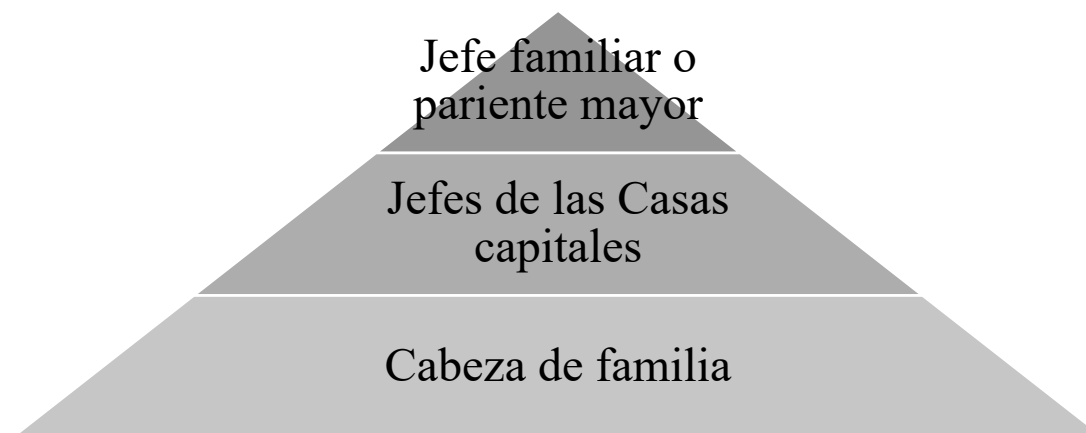 Jefe familiar o
pariente mayor
Jefes de las Casas
capitales
Cabeza de familia